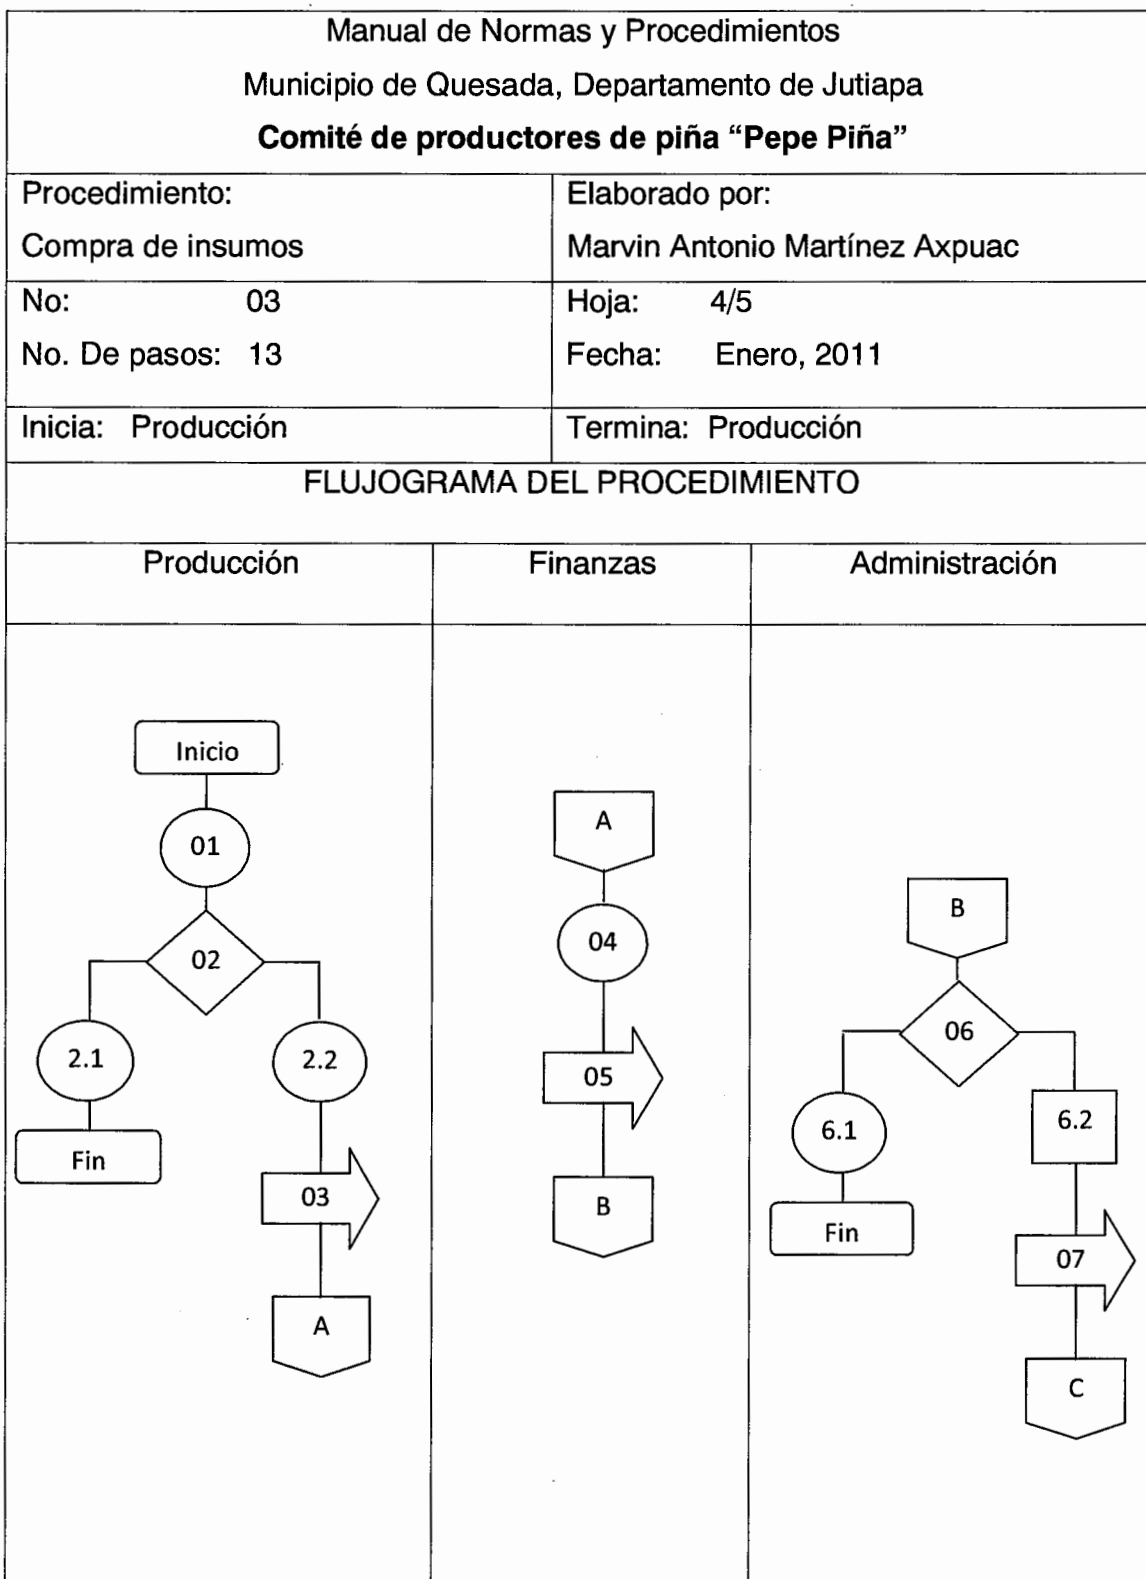 Manual de Normas y Procedimientos
Municipio de Quesada, Departamento de Jutiapa
Comité de productores de piña “Pepe Piña”
Procedimiento:
Compra de insumos
Elaborado por:
Marvin Antonio Martínez Axpuac
No: 03
No. De pasos: 13
Hoja: 4/5
Fecha: Enero, 2011
Inicia: Producción
Termina: Producción
FLUJOGRAMA DEL PROCEDIMIENTO
Producción
Finanzas
Administración
Inicio
01
02
2.1
2.2
Fin
03
A
A
04
05
B
B
06
6.1
6.2
Fin
07
C